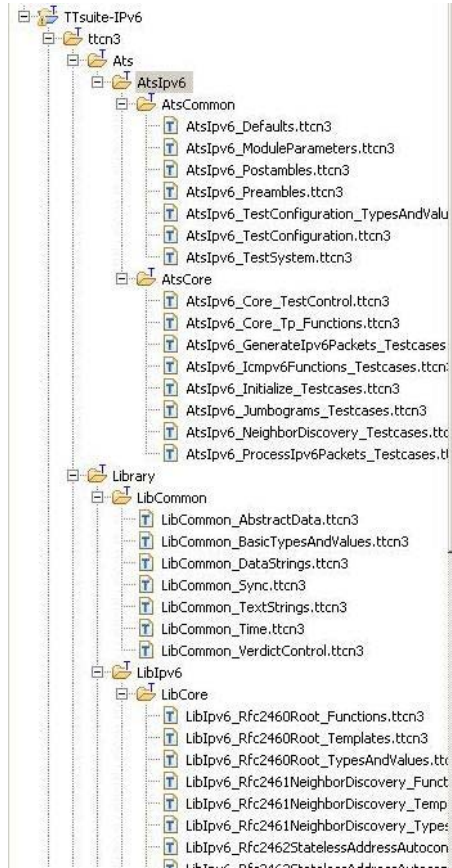 TTsuite-IPv6
ttcn3
Ats
AtsIpv6
AtsCommon
AtsIpv6_Defaults.ttcn3
AtsIpv6_ModuleParameters.ttcn3
AtsIpv6_Postambles.ttcn3
AtsIpv6_Preambles.ttcn3
AtsIpv6_TestConfiguration_TypesAndValu
AtsIpv6_TestConfiguration.ttcn3
AtsIpv6_TestSystem.ttcn3
AtsCore
AtsIpv6_Core_TestControl.ttcn3
AtsIpv6_Core_Tp_Functions.ttcn3
AtsIpv6_GenerateIpv6Packets_Testcases
AtsIpv6_Icmpv6Functions_Testcases.ttcn
AtsIpv6_Initialize_Testcases.ttcn3
AtsIpv6_Jumbograms_Testcases.ttcn3
AtsIpv6_NeighborDiscovery_Testcases.ttc
AtsIpv6_ProcessIpv6Packets_Testcases.t
Library
LibCommon
LibCommon_AbstractData.ttcn3
LibCommon_BasicTypesAndValues.ttcn3
LibCommon_DataStrings.ttcn3
LibCommon_Sync.ttcn3
LibCommon_TextStrings.ttcn3
LibCommon_Time.ttcn3
LibCommon_VerdictControl.ttcn3
LibIpv6
LibCore
LibIpv6_Rfc2460Root_Functions.ttcn3
LibIpv6_Rfc2460Root_Templates.ttcn3
LibIpv6_Rfc2460Root_TypesAndValues.ttc
LibIpv6_Rfc2461NeighborDiscovery_Funct
LibIpv6_Rfc2461NeighborDiscovery_Temp
LibIpv6_Rfc2461NeighborDiscovery_Types
LibIpv6_Rfc2462StatelessAddressAutocon